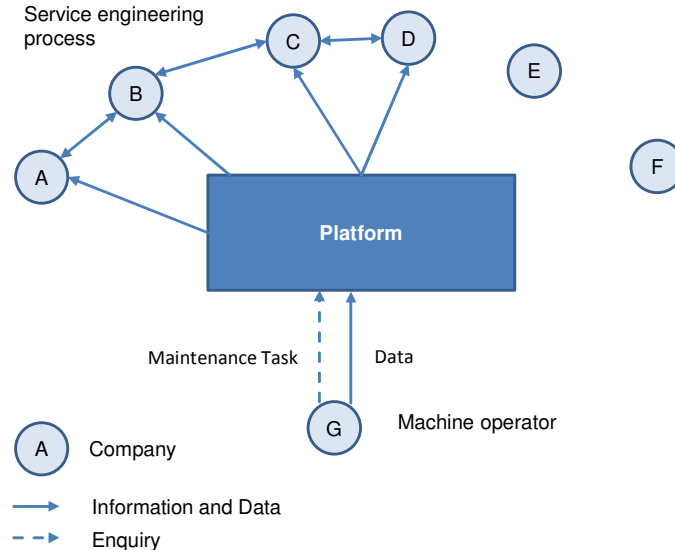 Service engineering
process
C
D
B
E
A
F
Platform
Maintenance Task
Data
G
Machine operator
A
Company
Information and Data
Enquiry